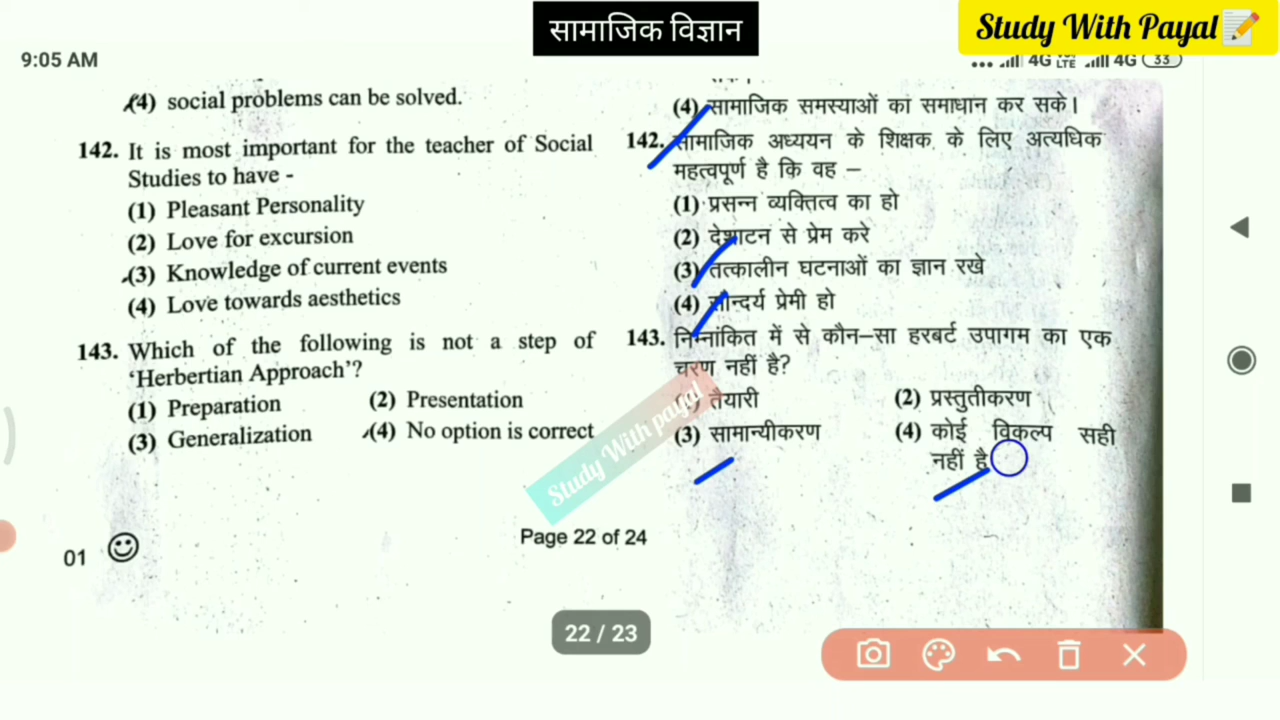 सामाजिक विज्ञान
Study With Payal
9:05 AM
4G LTE 4G 33
(4) social problems can be solved.
142. It is most important for the teacher of Social
Studies to have -
(1) Pleasant Personality
(2) Love for excursion
(3) Knowledge of current events
(4) Love towards aesthetics
143. Which of the following is not a step of
‘Herbertian Approach’?
(1) Preparation (2) Presentation
(3) Generalization (4) No option is correct
(4) सामाजिक समस्याओं का समाधान कर सके।
142. सामाजिक अध्ययन के शिक्षक के लिए अत्यधिक
महत्वपूर्ण है कि वह –
(1) प्रसन्न व्यक्तित्व का हो
(2) देशाटन से प्रेम करे
(3) तत्कालीन घटनाओं का ज्ञान रखे
(4) सौन्दर्य प्रेमी हो
143. निम्नांकित में से कौन–सा हरबर्ट उपागम का एक
चरण नहीं है?
(1) तैयारी (2) प्रस्तुतीकरण
(3) सामान्यीकरण (4) कोई विकल्प सही
नहीं है
Study With payal
Page 22 of 24
01
22 / 23